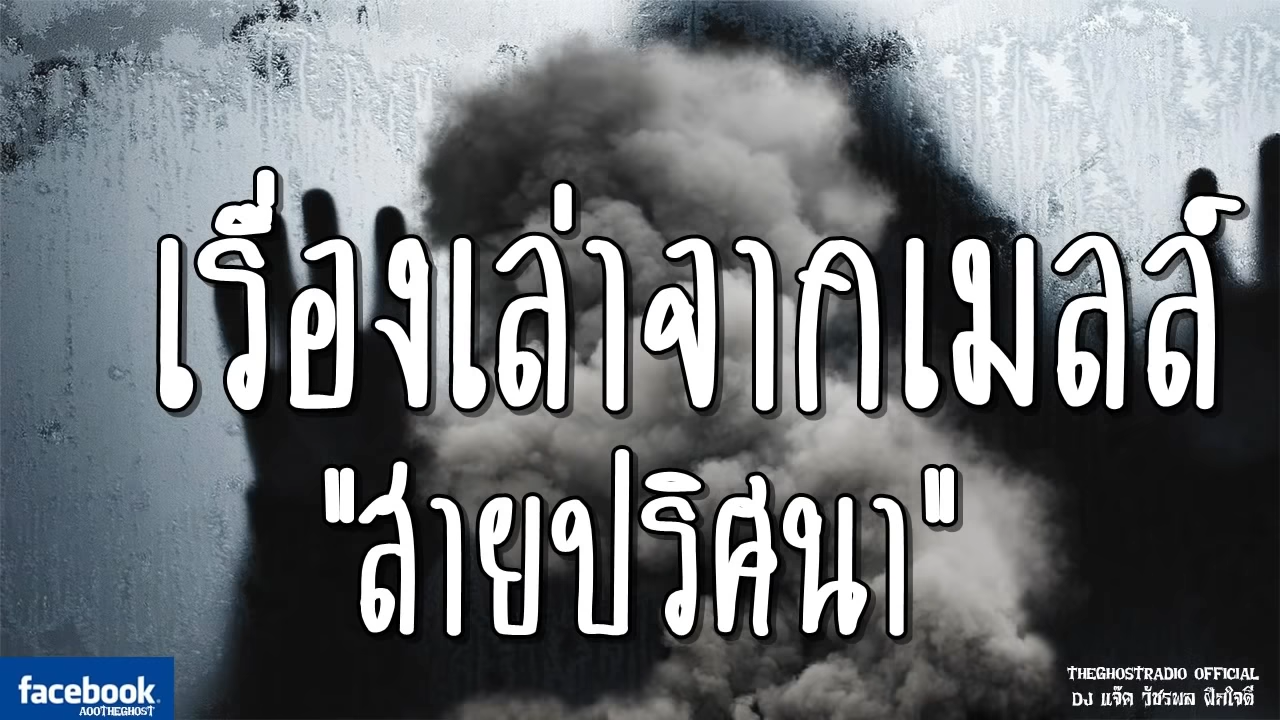 เรื่องเล่าจากเมลล์
"สายปริศนา"
facebook
AOOTHEGHOST
THEGHOSTRADIO OFFICIAL
DJ แจ๊ค วัชรพล ฝึกใจดี